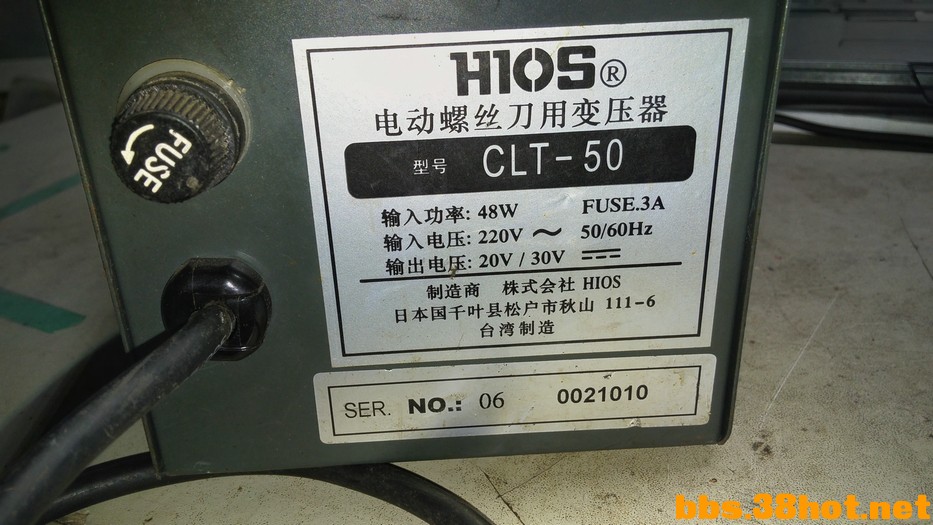 FUSE
HIOS®
电动螺丝刀用变压器
型号 CLT-50
输入功率: 48W FUSE.3A
输入电压: 220V ~ 50/60Hz
输出电压: 20V / 30V ⎓
制造商 株式会社 HIOS
日本国千叶县松户市秋山 111-6
台湾制造
SER. NO.: 06 0021010
bbs.38hot.net